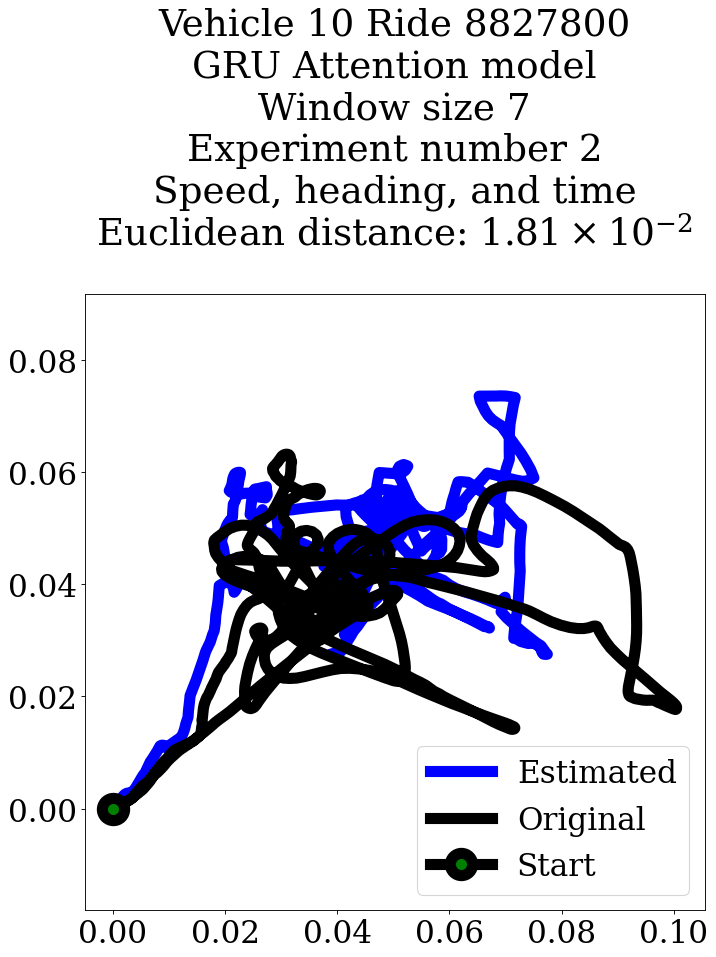 Vehicle 10 Ride 8827800
GRU Attention model
Window size 7
Experiment number 2
Speed, heading, and time
Euclidean distance: 1.81 × 10⁻²
0.08
0.06
0.04
0.02
0.00
Estimated
Original
Start
0.00 0.02 0.04 0.06 0.08 0.10